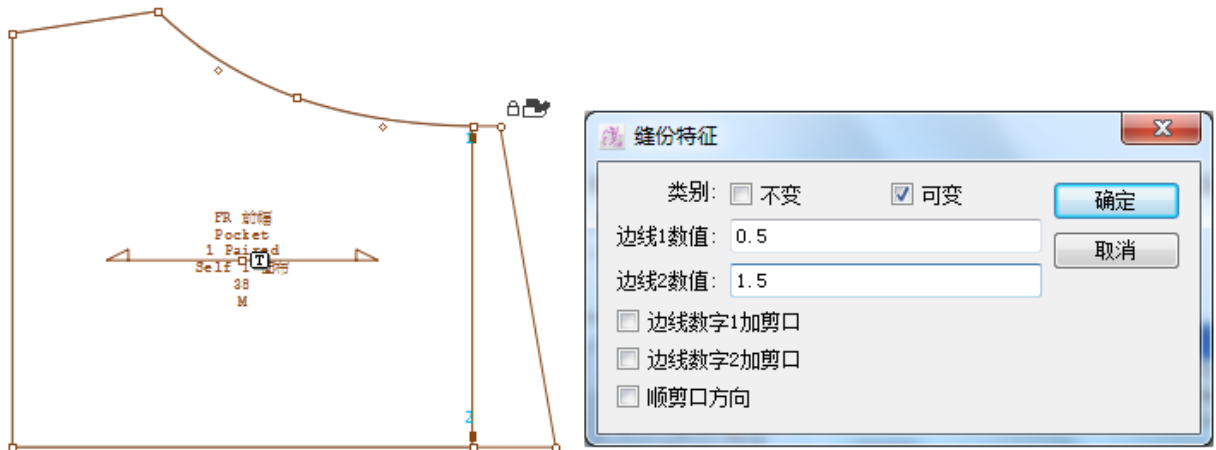 1
FR 前幅
Pocket
1 Paired
Self 1
T
38
M
2
缝份特征
类别: 不变 可变
确定
边线1数值: 0.5
取消
边线2数值: 1.5
边线数字1加剪口
边线数字2加剪口
顺剪口方向